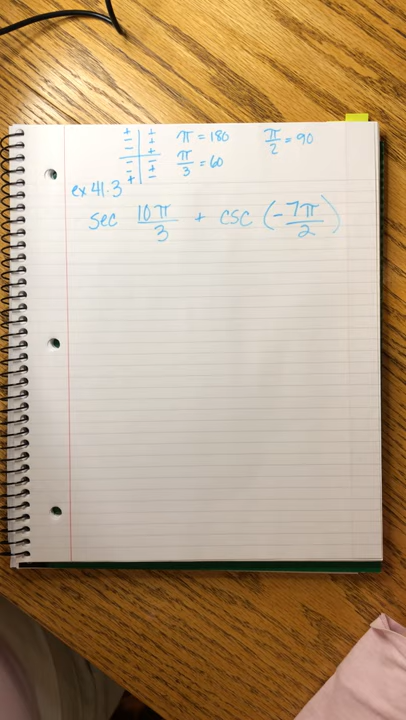 + | + π = 180 π/2 = 90
- | +
- | +
- | + π/3 = 60
- | -
+ | -
ex 41.3
sec 10π/3 + csc (-7π/2)